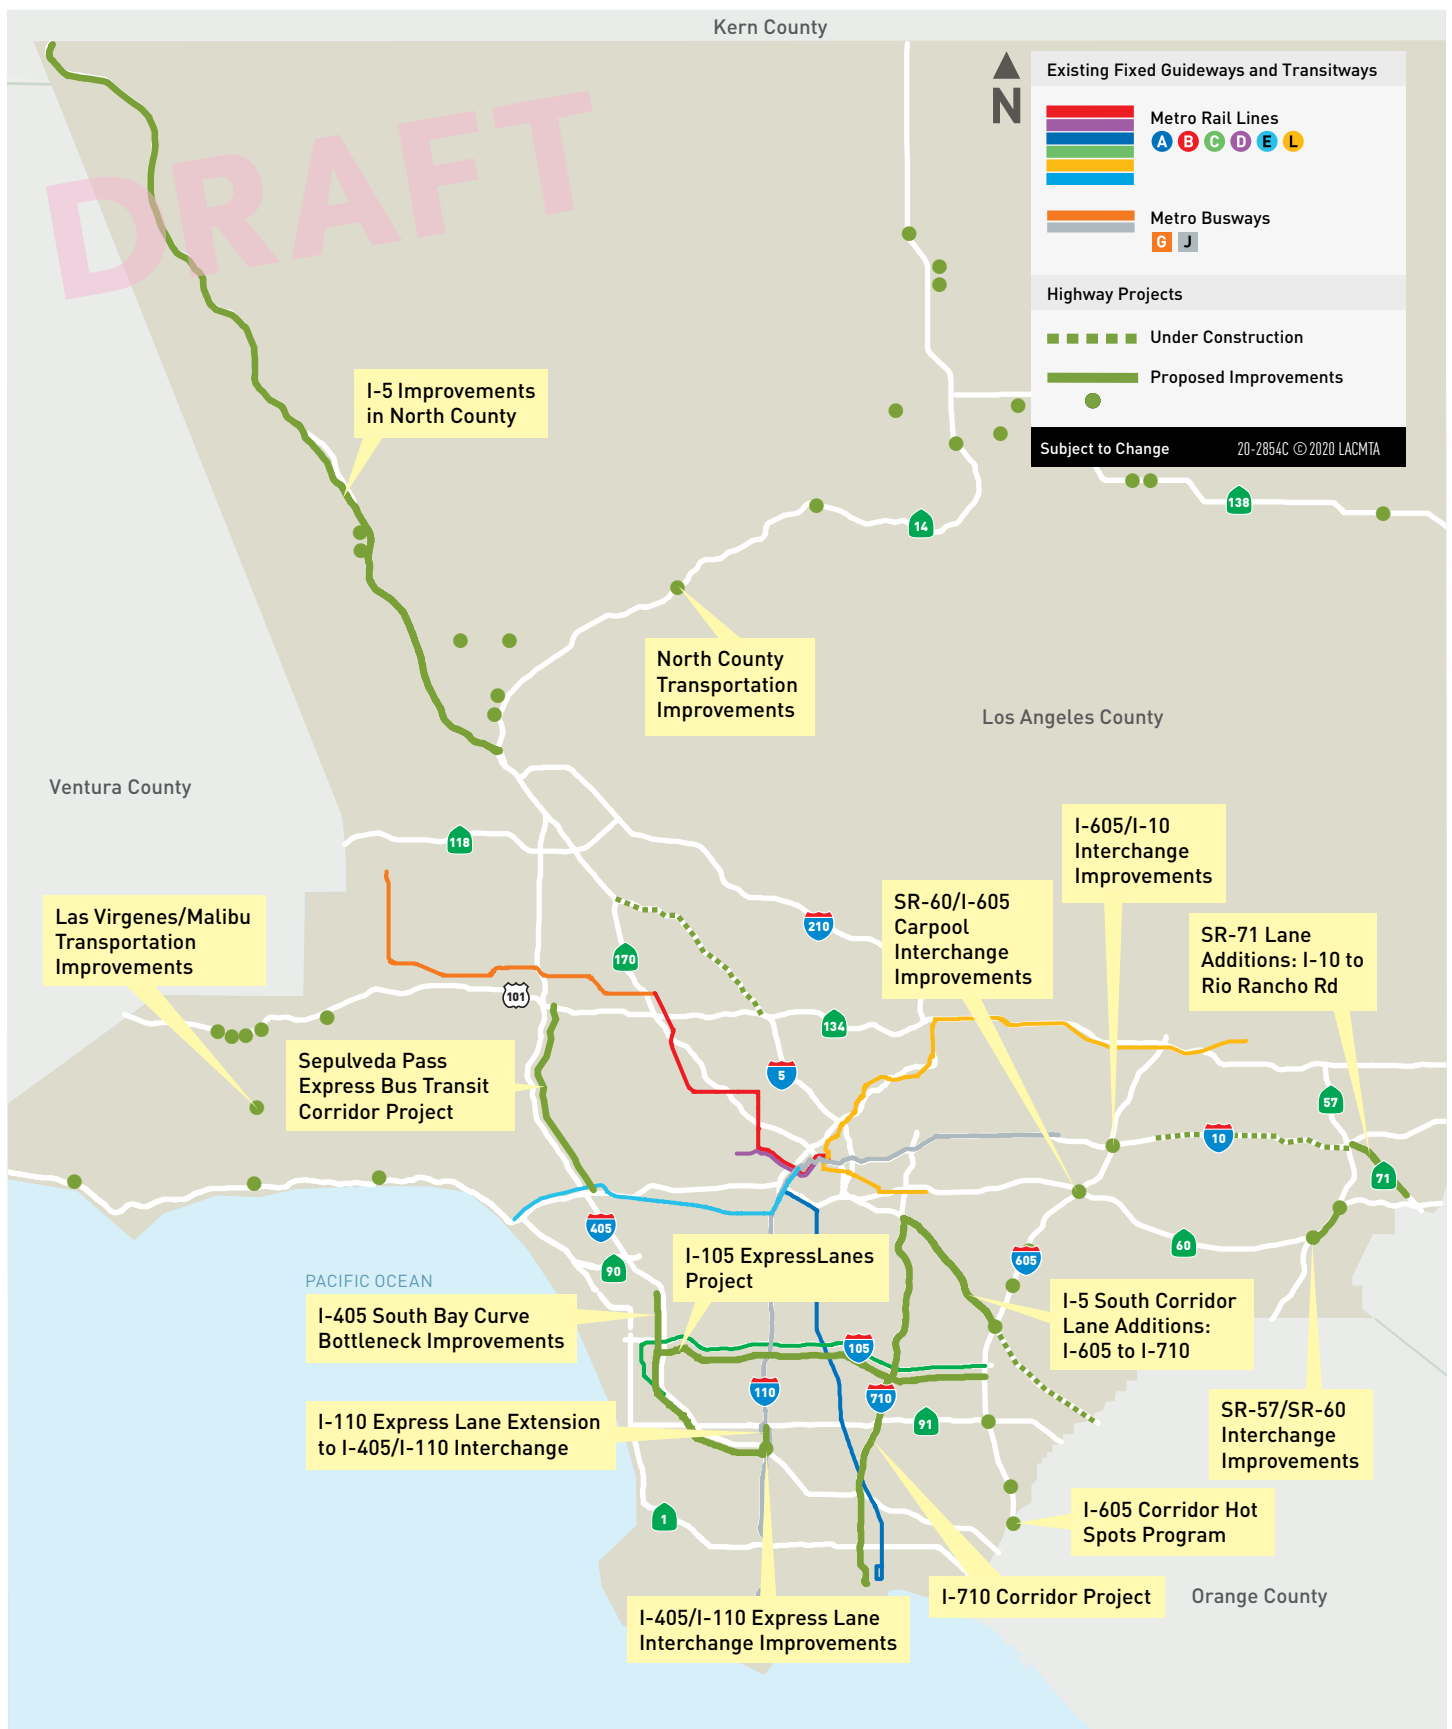 Kern County
DRAFT
N
Existing Fixed Guideways and Transitways
Metro Rail Lines
A B C D E L
Metro Busways
G J
Highway Projects
Under Construction
Proposed Improvements
Subject to Change 20-2854C © 2020 LACMTA
I-5 Improvements
in North County
138
14
North County
Transportation
Improvements
Los Angeles County
Ventura County
118
I-605/I-10
Interchange
Improvements
Las Virgenes/Malibu
Transportation
Improvements
SR-60/I-605
Carpool
Interchange
Improvements
SR-71 Lane
Additions: I-10 to
Rio Rancho Rd
210
170
101
134
Sepulveda Pass
Express Bus Transit
Corridor Project
5
57
10
71
405
90
60
605
I-105 ExpressLanes
Project
PACIFIC OCEAN
I-405 South Bay Curve
Bottleneck Improvements
I-5 South Corridor
Lane Additions:
I-605 to I-710
105
110
710
91
I-110 Express Lane Extension
to I-405/I-110 Interchange
SR-57/SR-60
Interchange
Improvements
1
I-605 Corridor Hot
Spots Program
I-710 Corridor Project
Orange County
I-405/I-110 Express Lane
Interchange Improvements